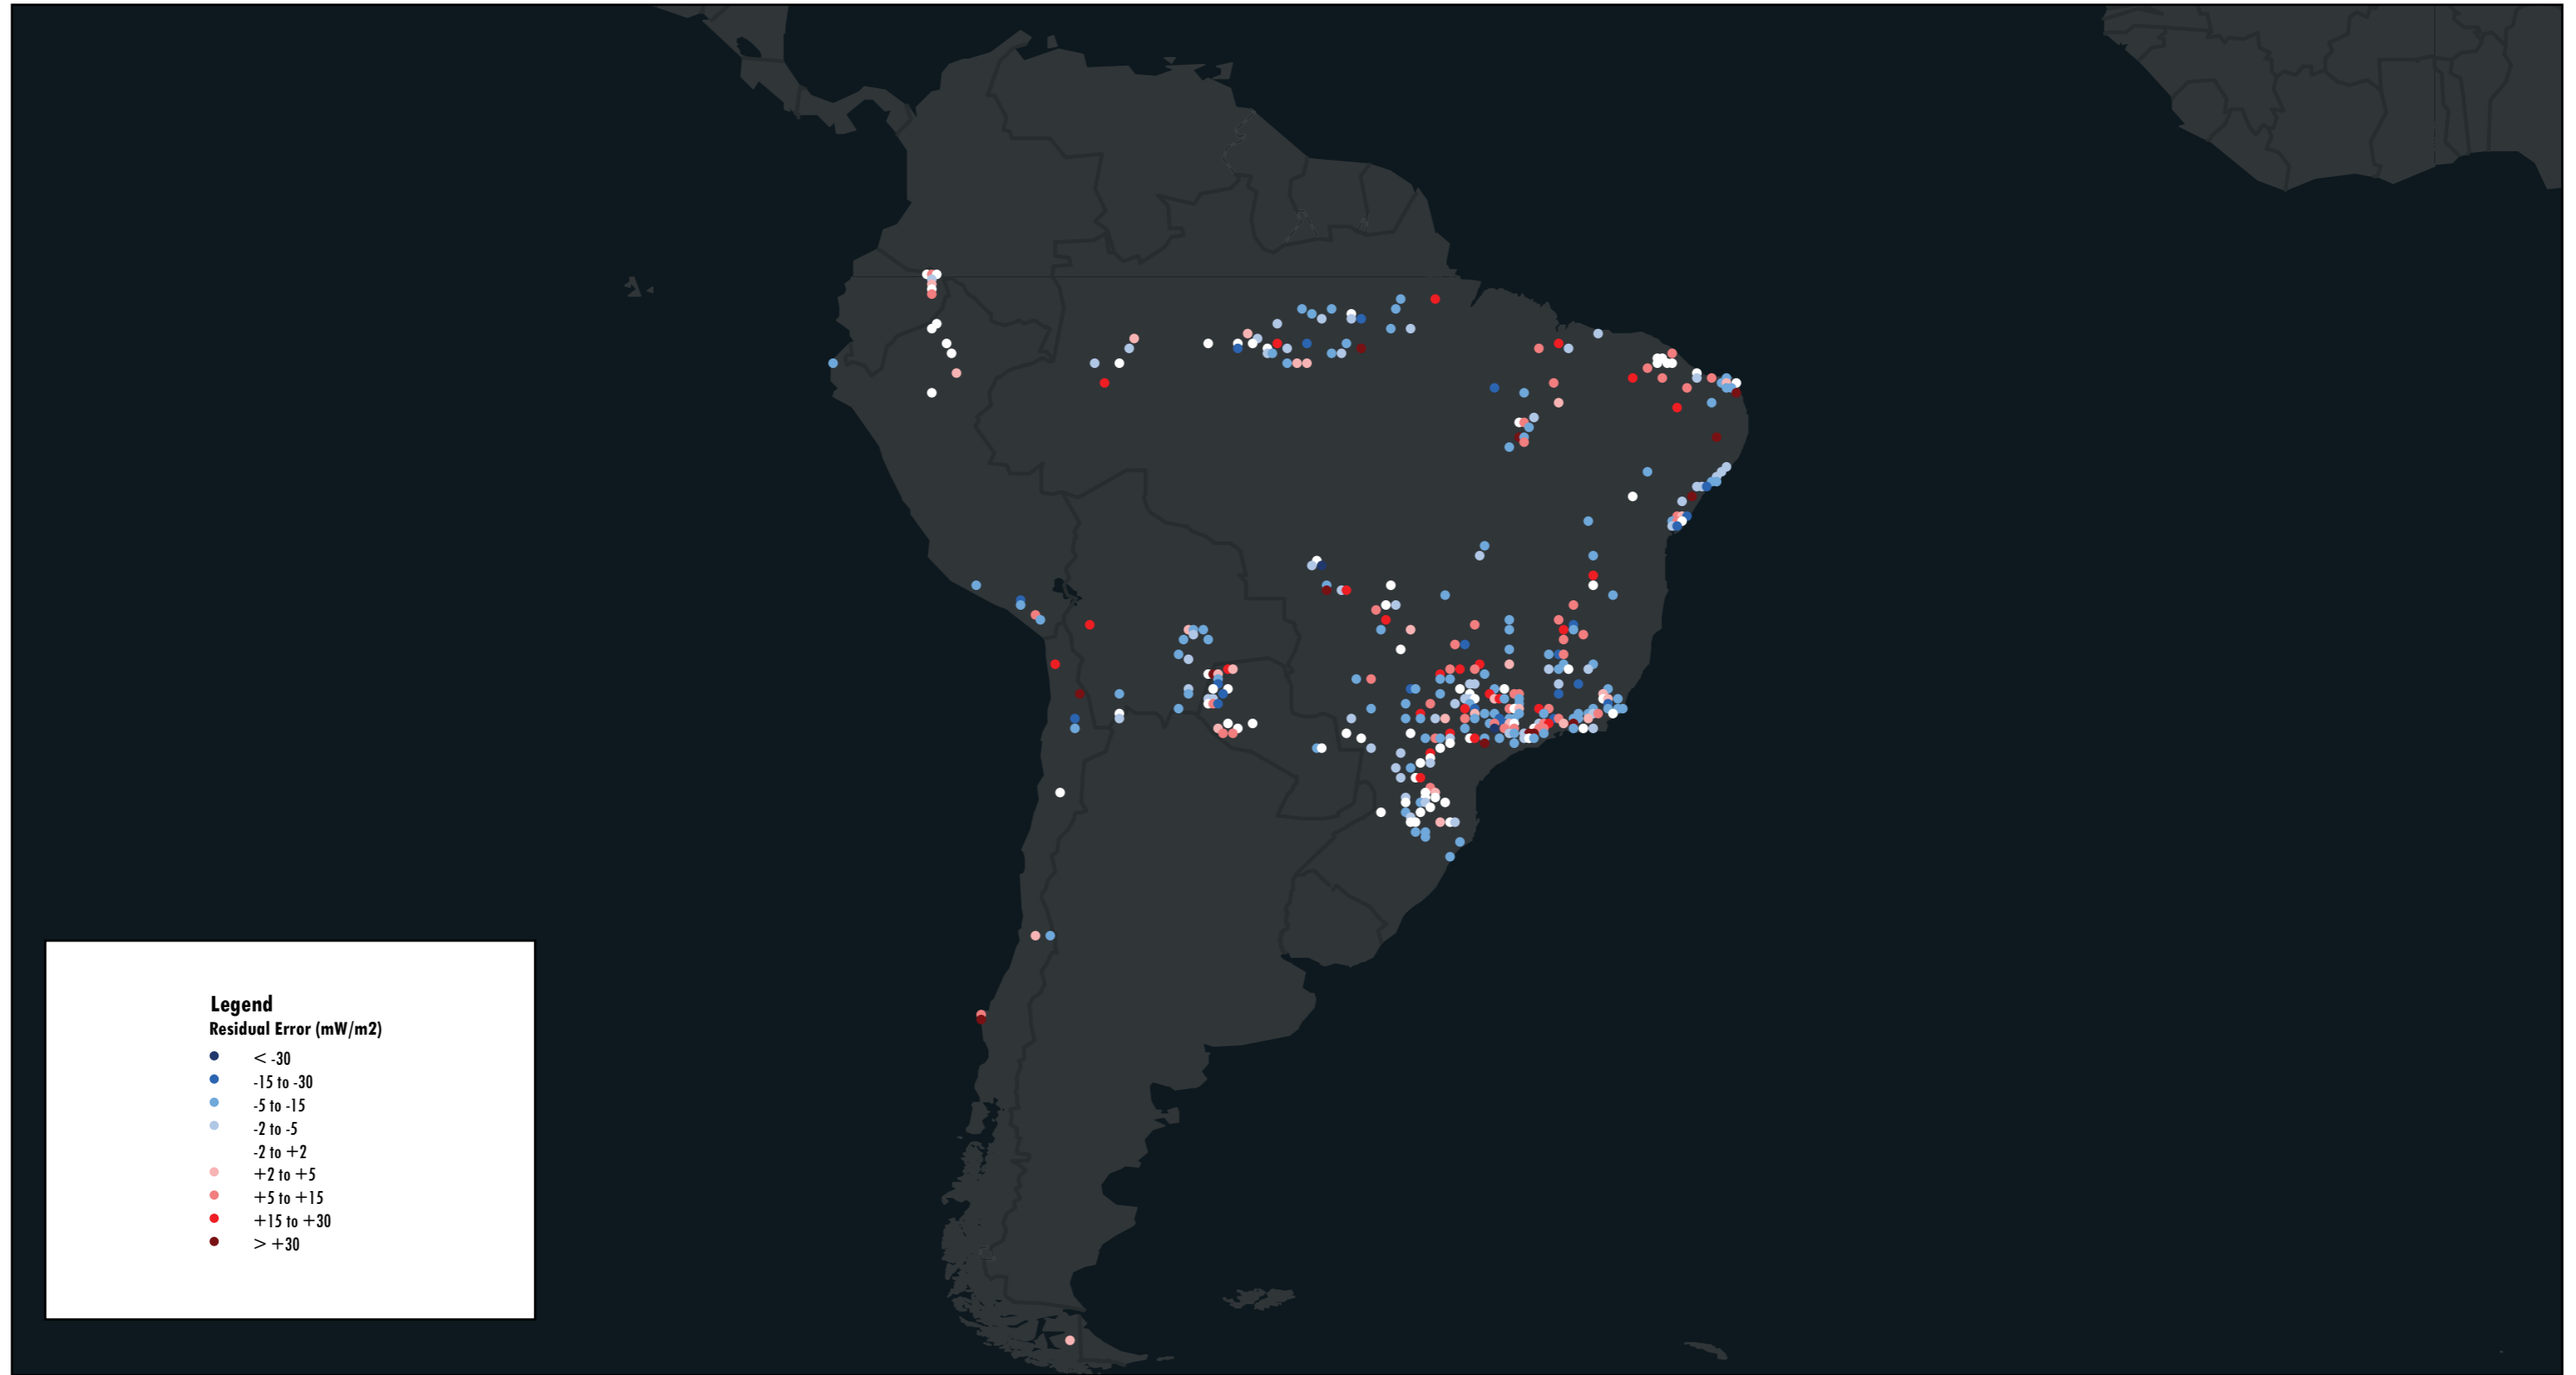 Legend
Residual Error (mW/m2)
< -30
-15 to -30
-5 to -15
-2 to -5
-2 to +2
+2 to +5
+5 to +15
+15 to +30
> +30